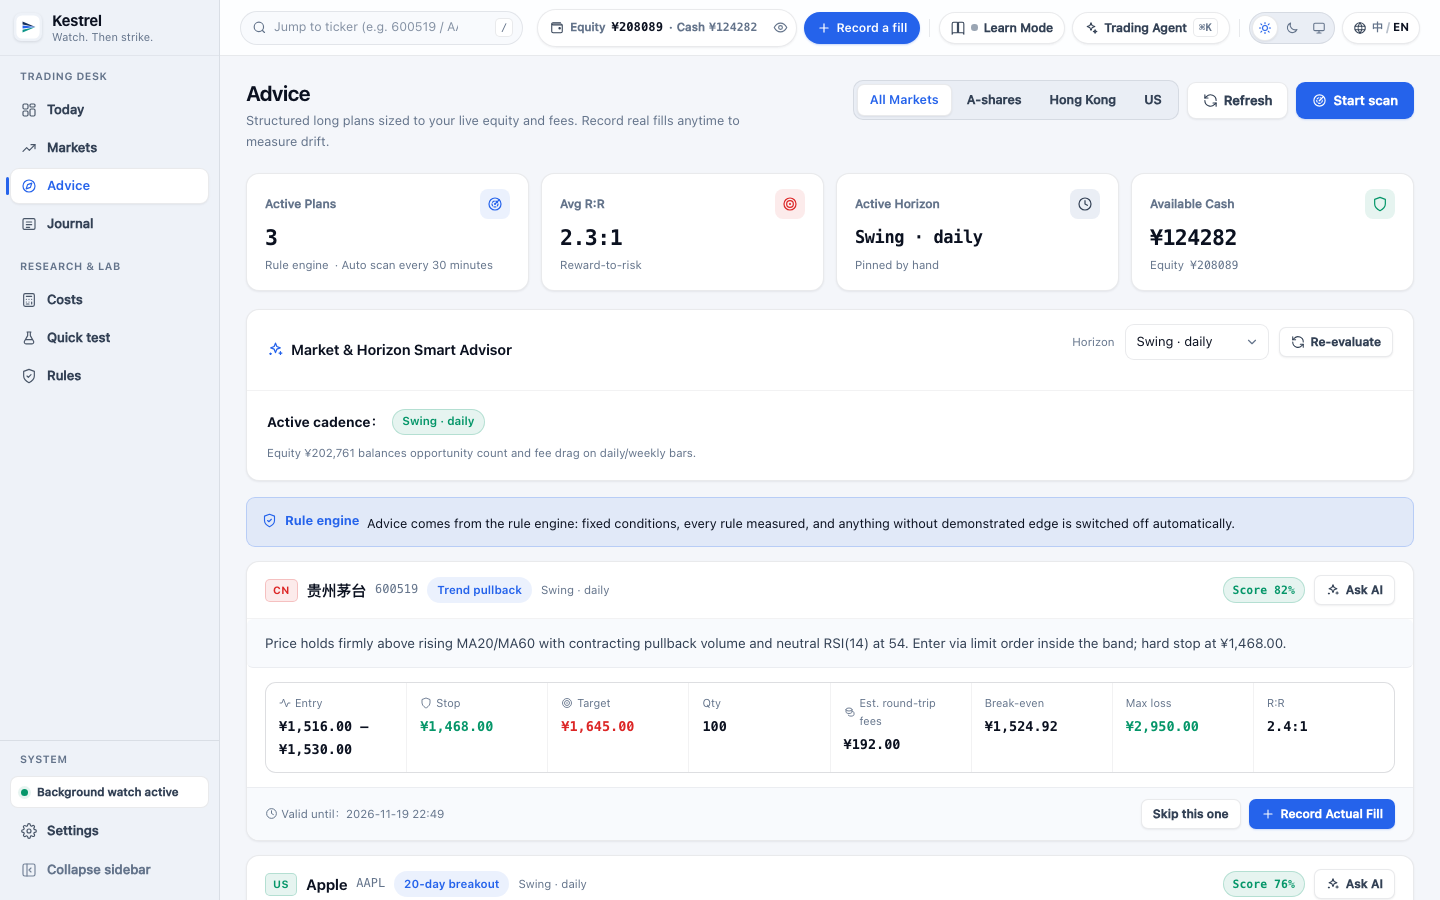 Kestrel
Watch. Then strike.
TRADING DESK
Today
Markets
Advice
Journal
RESEARCH & LAB
Costs
Quick test
Rules
SYSTEM
Background watch active
Settings
Collapse sidebar
Jump to ticker (e.g. 600519 / A/
/
Equity ¥208089 · Cash ¥124282
Record a fill
Learn Mode
Trading Agent ⌘K
中 / EN
Advice
Structured long plans sized to your live equity and fees. Record real fills anytime to
measure drift.
All Markets
A-shares
Hong Kong
US
Refresh
Start scan
Active Plans
3
Rule engine · Auto scan every 30 minutes
Avg R:R
2.3:1
Reward-to-risk
Active Horizon
Swing · daily
Pinned by hand
Available Cash
¥124282
Equity ¥208089
Market & Horizon Smart Advisor
Horizon
Swing · daily
Re-evaluate
Active cadence: Swing · daily
Equity ¥202,761 balances opportunity count and fee drag on daily/weekly bars.
Rule engine Advice comes from the rule engine: fixed conditions, every rule measured, and anything without demonstrated edge is switched off automatically.
CN 贵州茅台 600519 Trend pullback Swing · daily
Score 82%
Ask AI
Price holds firmly above rising MA20/MA60 with contracting pullback volume and neutral RSI(14) at 54. Enter via limit order inside the band; hard stop at ¥1,468.00.
Entry
¥1,516.00 –
¥1,530.00
Stop
¥1,468.00
Target
¥1,645.00
Qty
100
Est. round-trip
fees
¥192.00
Break-even
¥1,524.92
Max loss
¥2,950.00
R:R
2.4:1
Valid until: 2026-11-19 22:49
Skip this one
Record Actual Fill
US Apple AAPL 20-day breakout Swing · daily
Score 76%
Ask AI